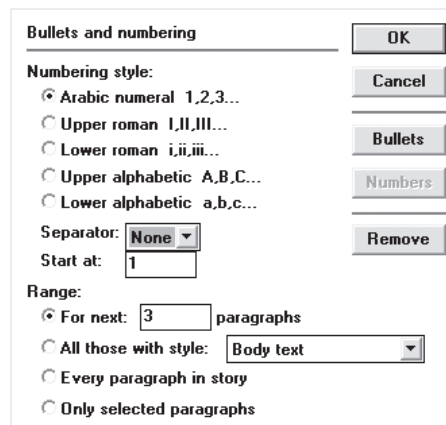 Bullets and numbering
OK
Numbering style:
Cancel
Arabic numeral 1,2,3...
Upper roman I,II,III...
Bullets
Lower roman i,ii,iii...
Upper alphabetic A,B,C...
Numbers
Lower alphabetic a,b,c...
Separator: None
Remove
Start at: 1
Range:
For next: 3 paragraphs
All those with style: Body text
Every paragraph in story
Only selected paragraphs